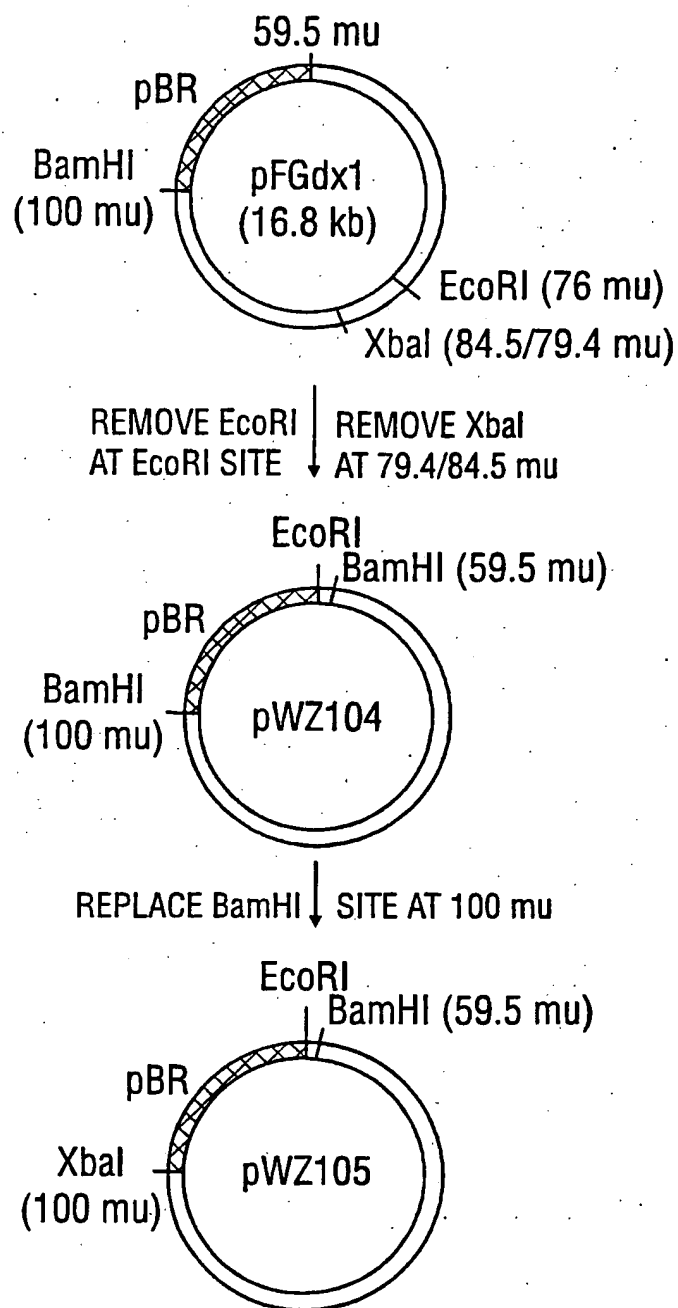 59.5 mu
pBR
BamHI
(100 mu)
pFGdx1
(16.8 kb)
EcoRI (76 mu)
XbaI (84.5/79.4 mu)
REMOVE EcoRI
AT EcoRI SITE
REMOVE XbaI
AT 79.4/84.5 mu
EcoRI
BamHI (59.5 mu)
pBR
BamHI
(100 mu)
pWZ104
REPLACE BamHI SITE AT 100 mu
EcoRI
BamHI (59.5 mu)
pBR
XbaI
(100 mu)
pWZ105